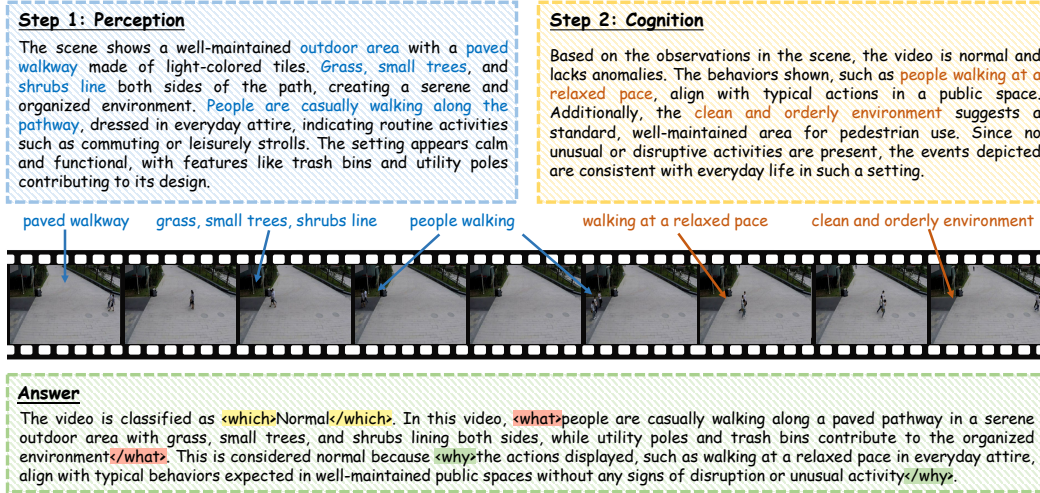 Step 1: Perception
The scene shows a well-maintained outdoor area with a paved
walkway made of light-colored tiles. Grass, small trees, and
shrubs line both sides of the path, creating a serene and
organized environment. People are casually walking along the
pathway, dressed in everyday attire, indicating routine activities
such as commuting or leisurely strolls. The setting appears calm
and functional, with features like trash bins and utility poles
contributing to its design.
Step 2: Cognition
Based on the observations in the scene, the video is normal and
lacks anomalies. The behaviors shown, such as people walking at a
relaxed pace, align with typical actions in a public space.
Additionally, the clean and orderly environment suggests a
standard, well-maintained area for pedestrian use. Since no
unusual or disruptive activities are present, the events depicted
are consistent with everyday life in such a setting.
paved walkway grass, small trees, shrubs line people walking walking at a relaxed pace clean and orderly environment
Answer
The video is classified as <which>Normal</which>. In this video, <what>people are casually walking along a paved pathway in a serene
outdoor area with grass, small trees, and shrubs lining both sides, while utility poles and trash bins contribute to the organized
environment</what>. This is considered normal because <why>the actions displayed, such as walking at a relaxed pace in everyday attire,
align with typical behaviors expected in well-maintained public spaces without any signs of disruption or unusual activity</why>.